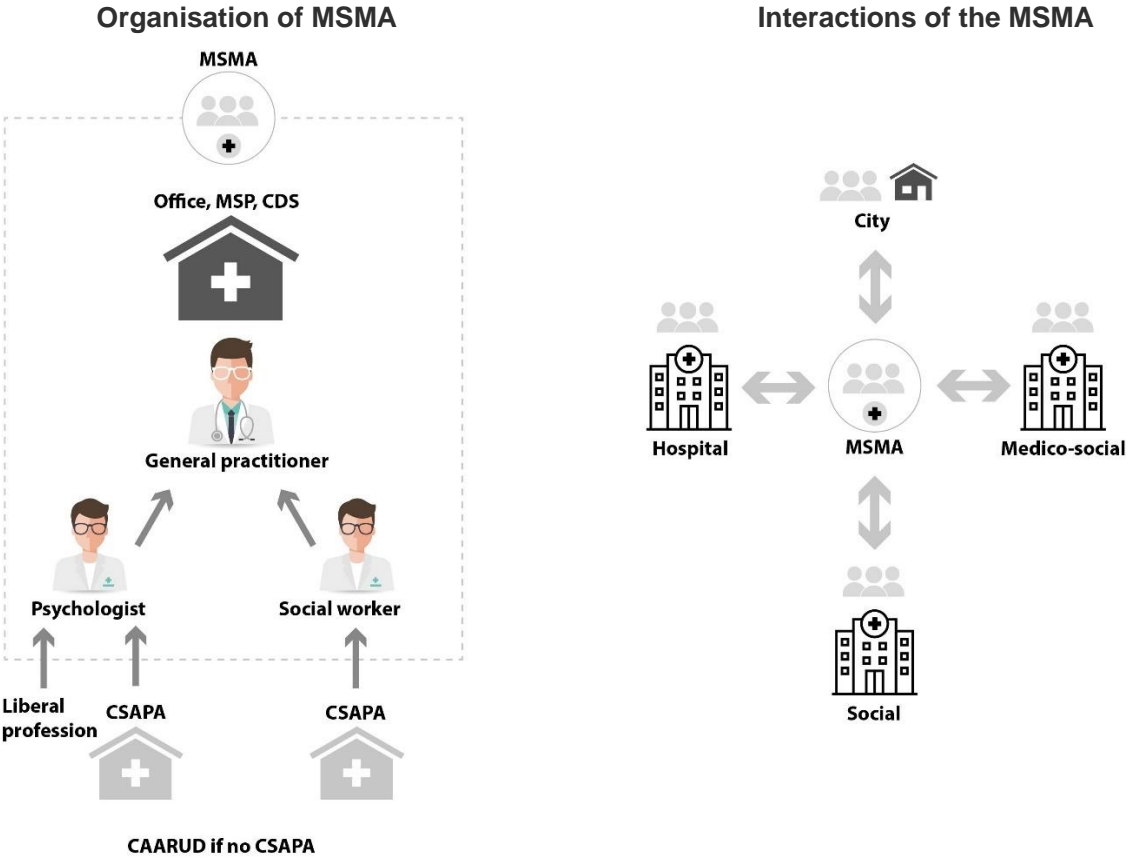 Organisation of MSMA
MSMA
Office, MSP, CDS
General practitioner
Psychologist
Social worker
Liberal
profession
CSAPA
CSAPA
CAARUD if no CSAPA
Interactions of the MSMA
City
Hospital
MSMA
Medico-social
Social